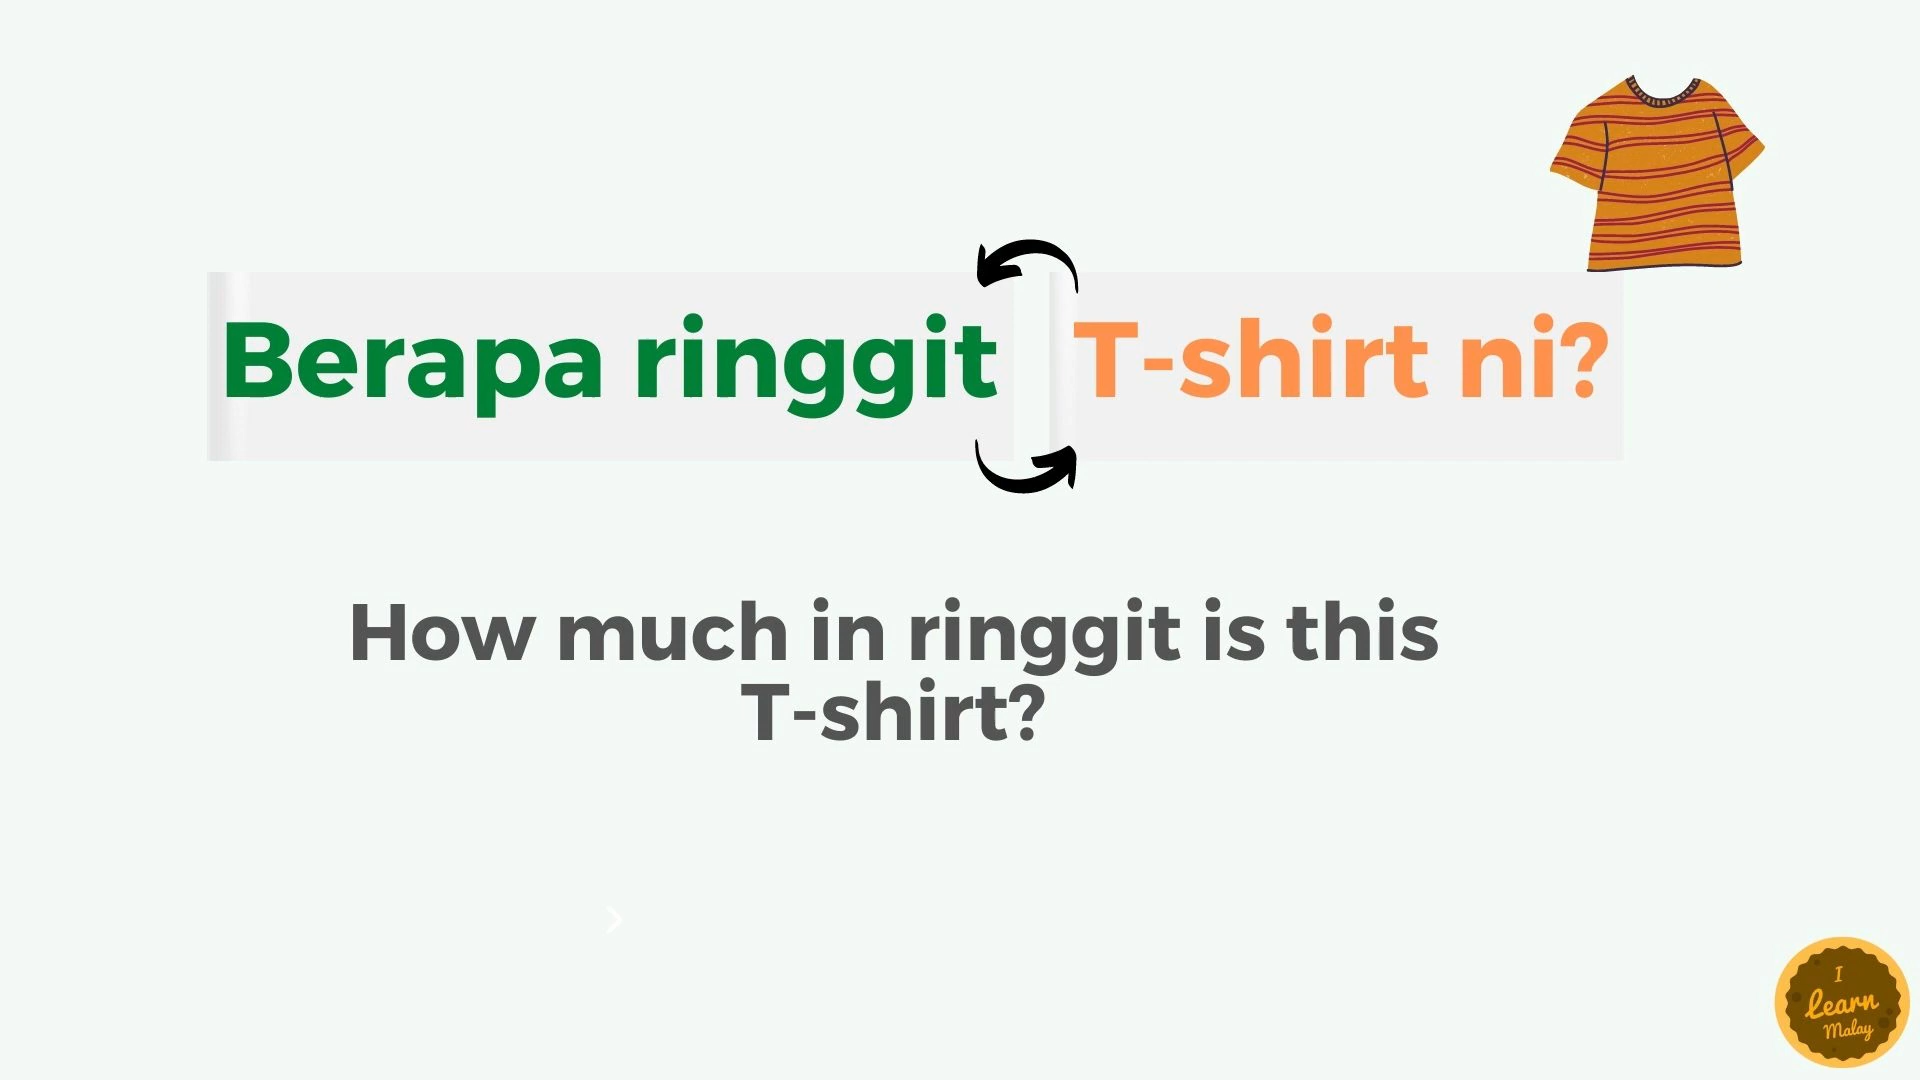 Berapa ringgit T-shirt ni?
How much in ringgit is this
T-shirt?
I
Learn
Malay